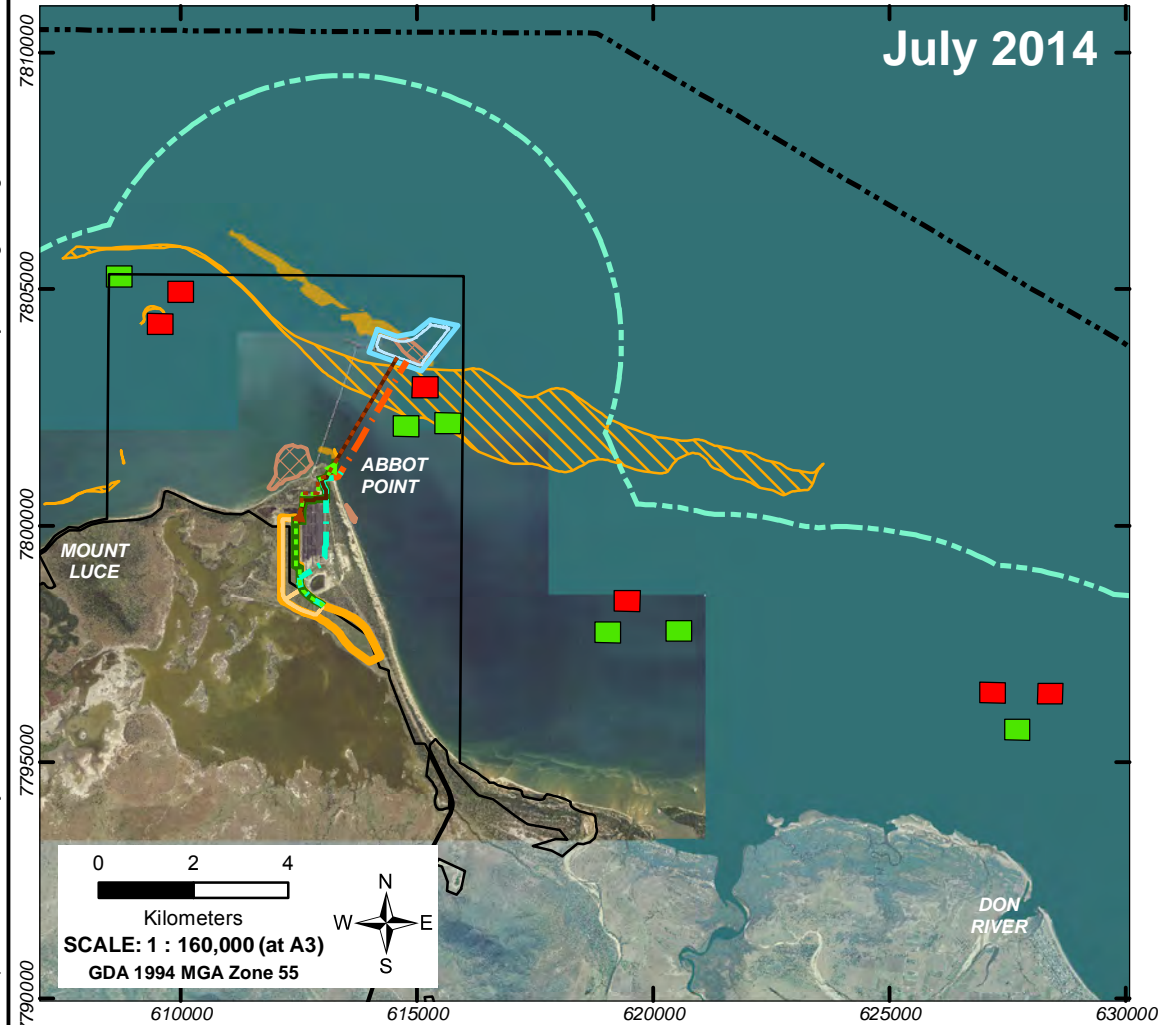 July 2014
7810000
7805000
7800000
7795000
7790000
ABBOT
POINT
MOUNT
LUCE
DON
RIVER
0 2 4
Kilometers
SCALE: 1 : 160,000 (at A3)
GDA 1994 MGA Zone 55
N
W E
S
610000 615000 620000 625000 630000